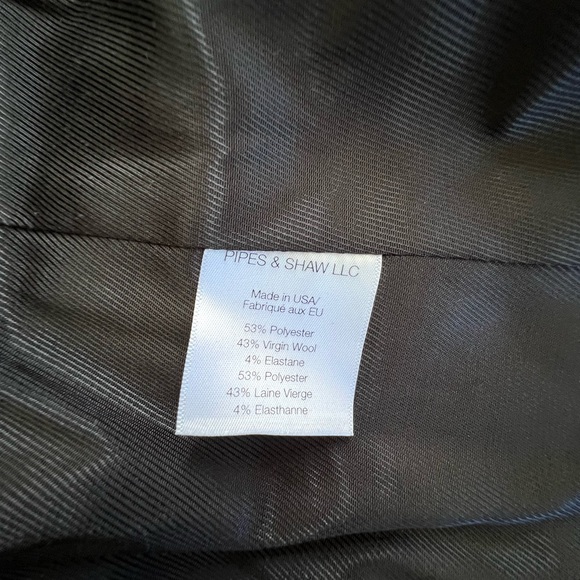 PIPES & SHAW LLC
Made in USA/
Fabriqué aux EU
53% Polyester
43% Virgin Wool
4% Elastane
53% Polyester
43% Laine Vierge
4% Elasthanne